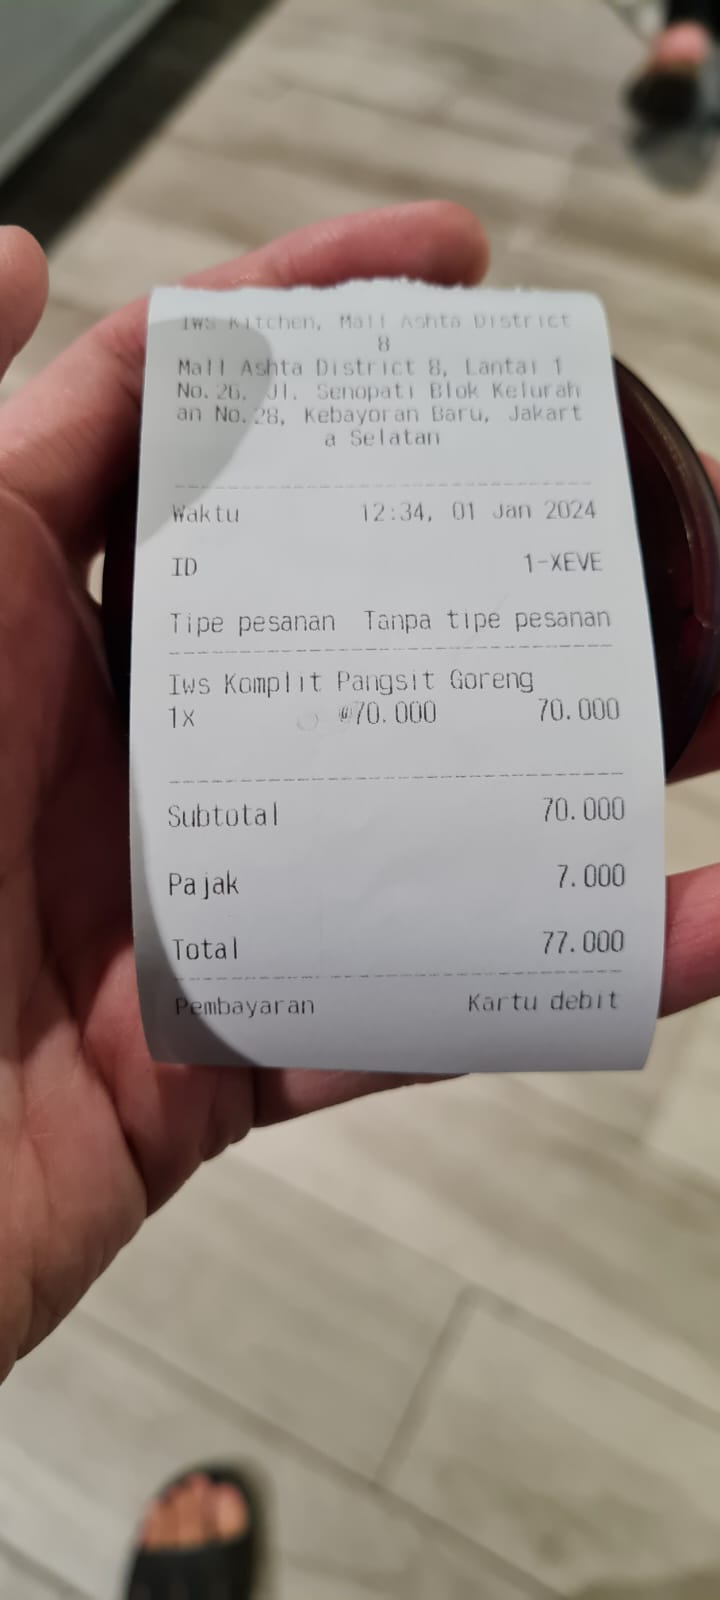 IWS Kitchen, Mall Ashta District
8
Mall Ashta District 8, Lantai 1
No.26, Jl. Senopati Blok Kelurah
an No.28, Kebayoran Baru, Jakart
a Selatan
Waktu 12:34, 01 Jan 2024
ID 1-XEVE
Tipe pesanan Tanpa tipe pesanan
Iws Komplit Pangsit Goreng
1x @70.000 70.000
Subtotal 70.000
Pajak 7.000
Total 77.000
Pembayaran Kartu debit